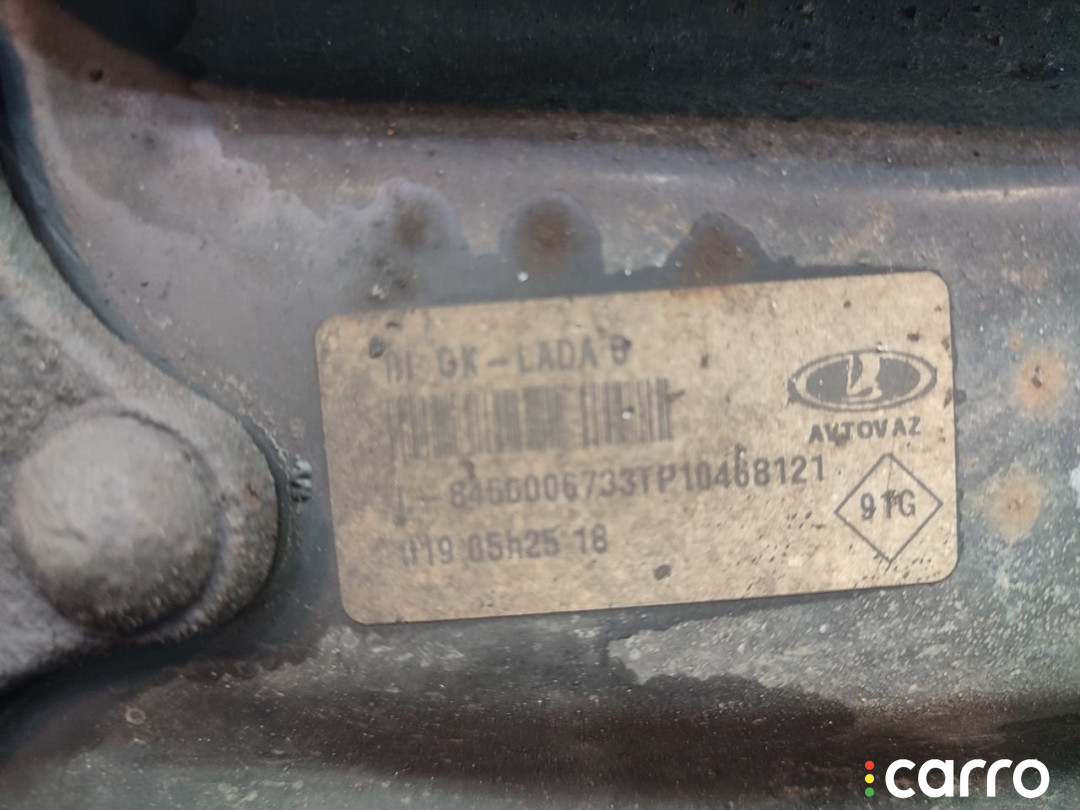 GK-LADA
AVTOVAZ
8450006733TP10468121
91G
05h25 18
carro